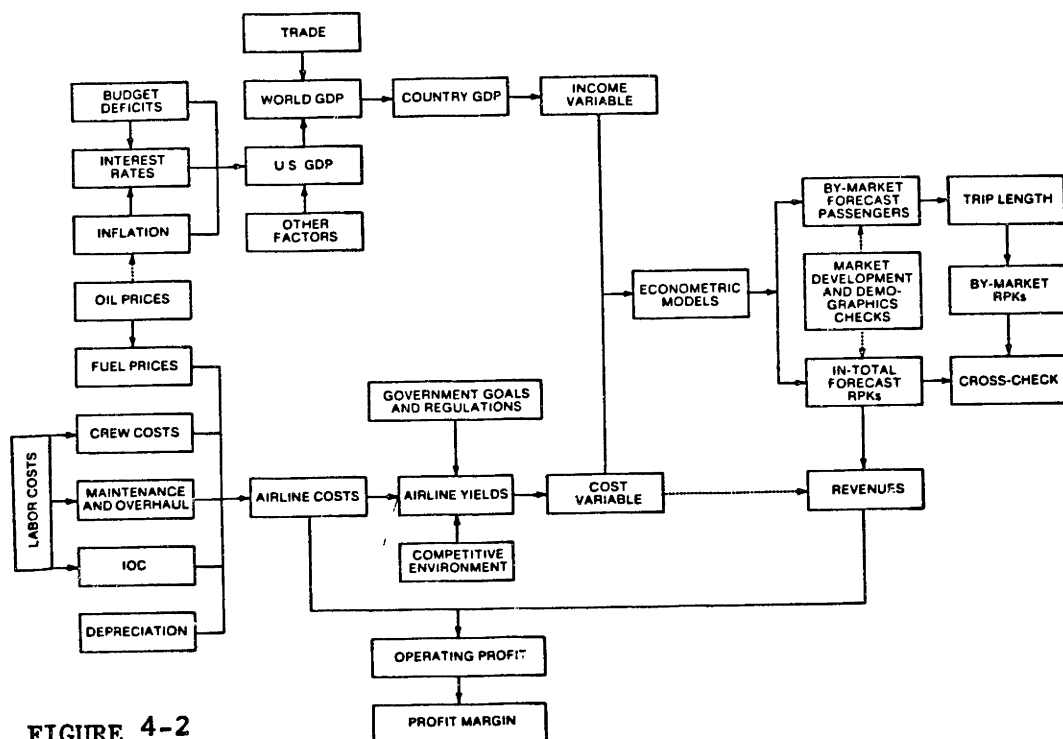 TRADE
BUDGET
DEFICITS
WORLD GDP
COUNTRY GDP
INCOME
VARIABLE
INTEREST
RATES
U S GDP
BY-MARKET
FORECAST
PASSENGERS
TRIP LENGTH
INFLATION
OTHER
FACTORS
OIL PRICES
ECONOMETRIC
MODELS
MARKET
DEVELOPMENT
AND DEMO-
GRAPHICS
CHECKS
BY-MARKET
RPKs
FUEL PRICES
GOVERNMENT GOALS
AND REGULATIONS
IN-TOTAL
FORECAST
RPKs
CROSS-CHECK
LABOR COSTS
CREW COSTS
MAINTENANCE
AND OVERHAUL
AIRLINE COSTS
AIRLINE YIELDS
COST
VARIABLE
REVENUES
IOC
COMPETITIVE
ENVIRONMENT
DEPRECIATION
OPERATING PROFIT
PROFIT MARGIN
FIGURE 4-2